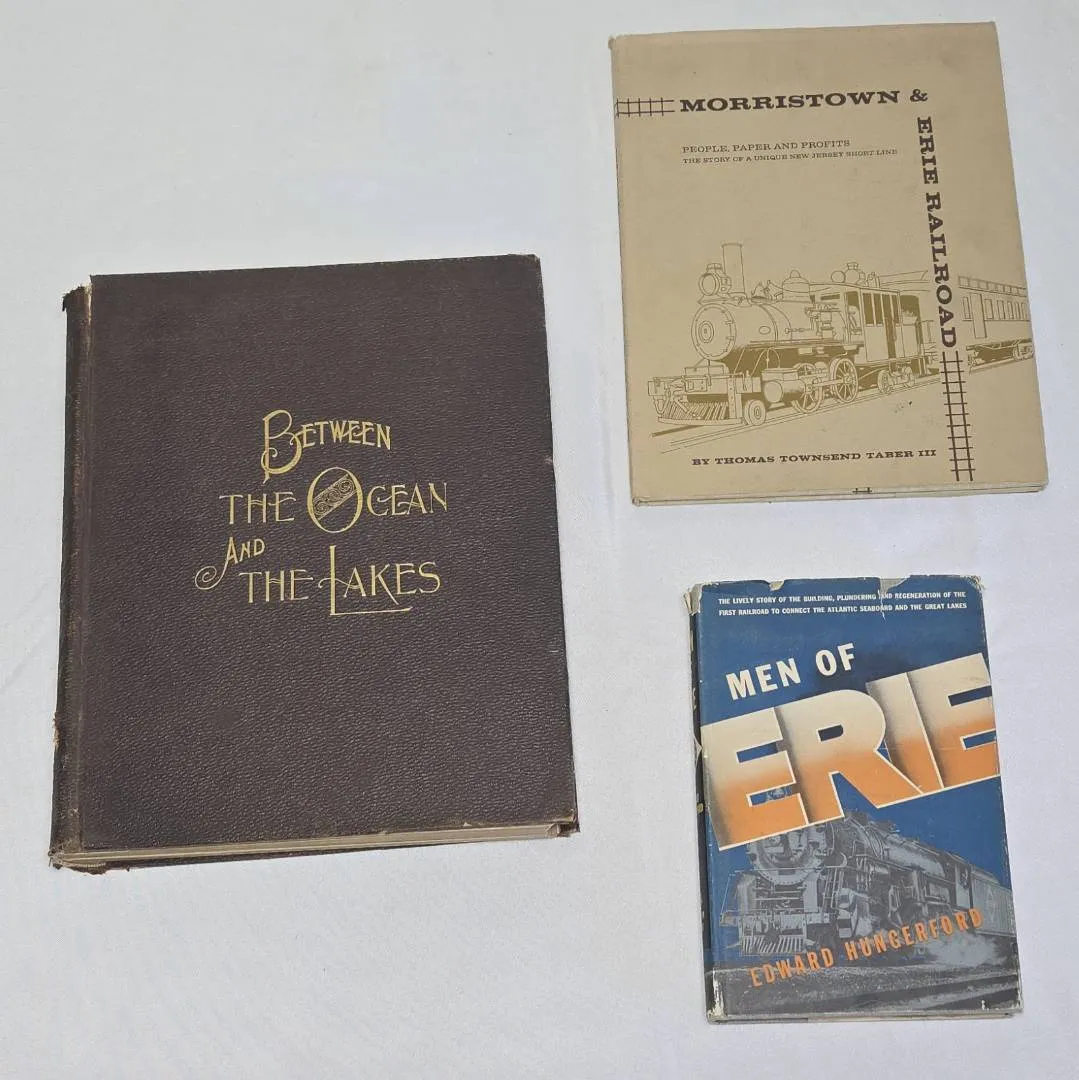 BETWEEN
THE OCEAN
AND
THE LAKES
MORRISTOWN &
ERIE RAILROAD
PEOPLE, PAPER AND PROFITS
THE STORY OF A UNIQUE NEW JERSEY SHORT LINE
BY THOMAS TOWNSEND TABER III
THE LIVELY STORY OF THE BUILDING, PLUNDERING AND REGENERATION OF THE
FIRST RAILROAD TO CONNECT THE ATLANTIC SEABOARD AND THE GREAT LAKES
MEN OF
ERIE
EDWARD HUNGERFORD